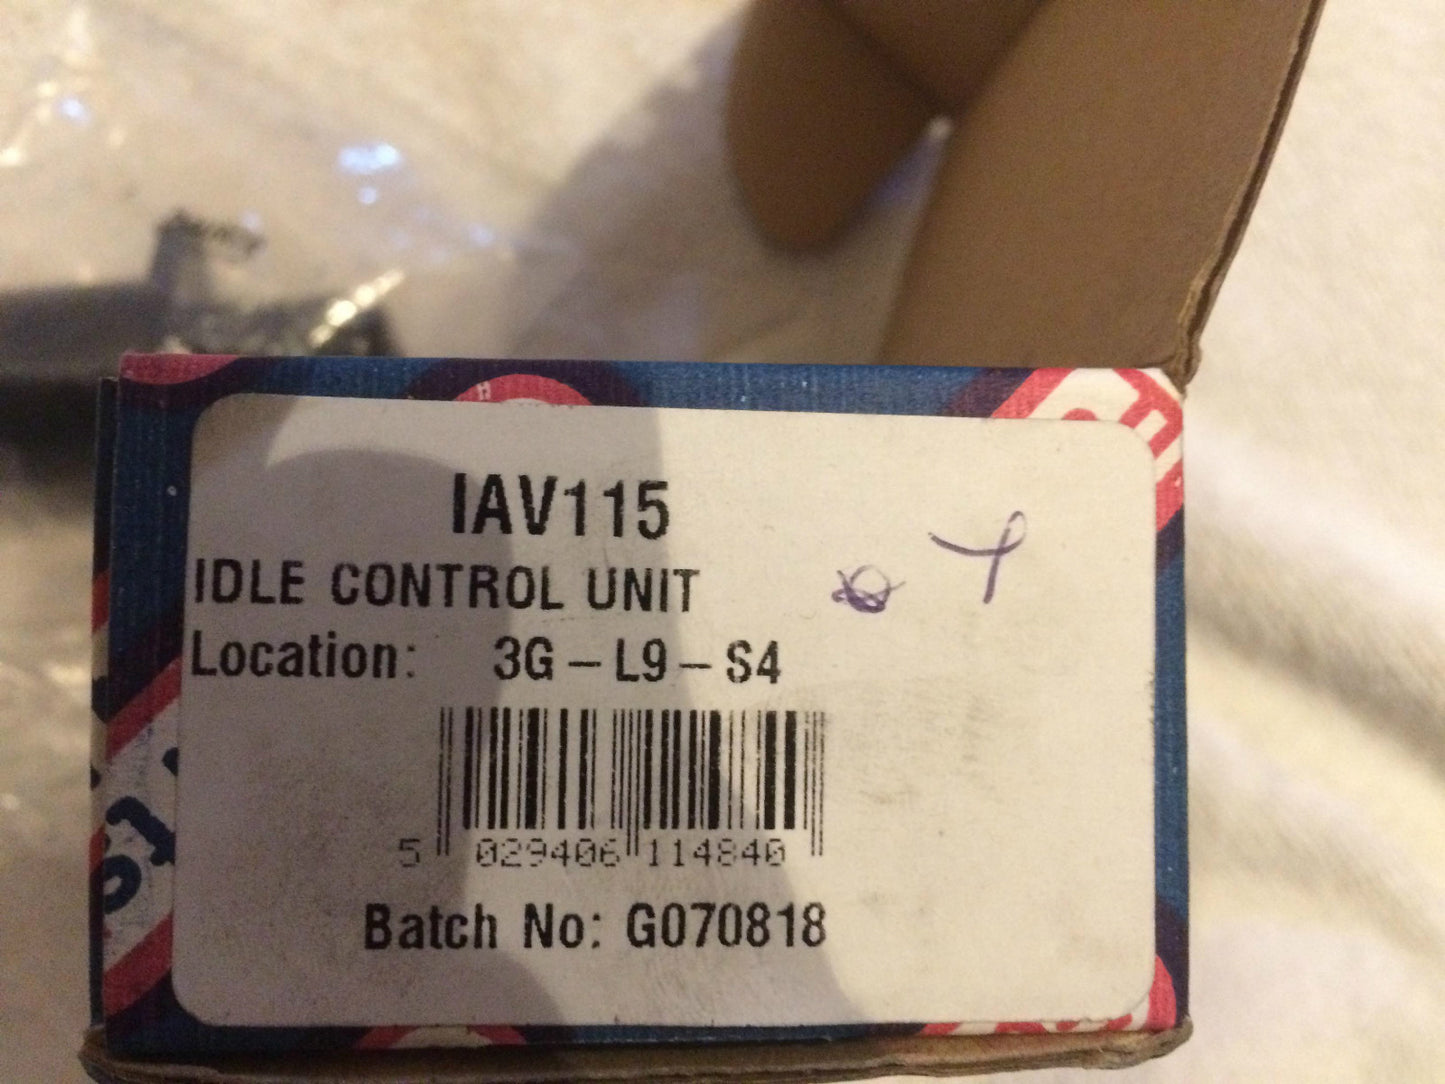 IAV115
IDLE CONTROL UNIT
Location: 3G – L9 – S4
5 029406 114840
Batch No: G070818